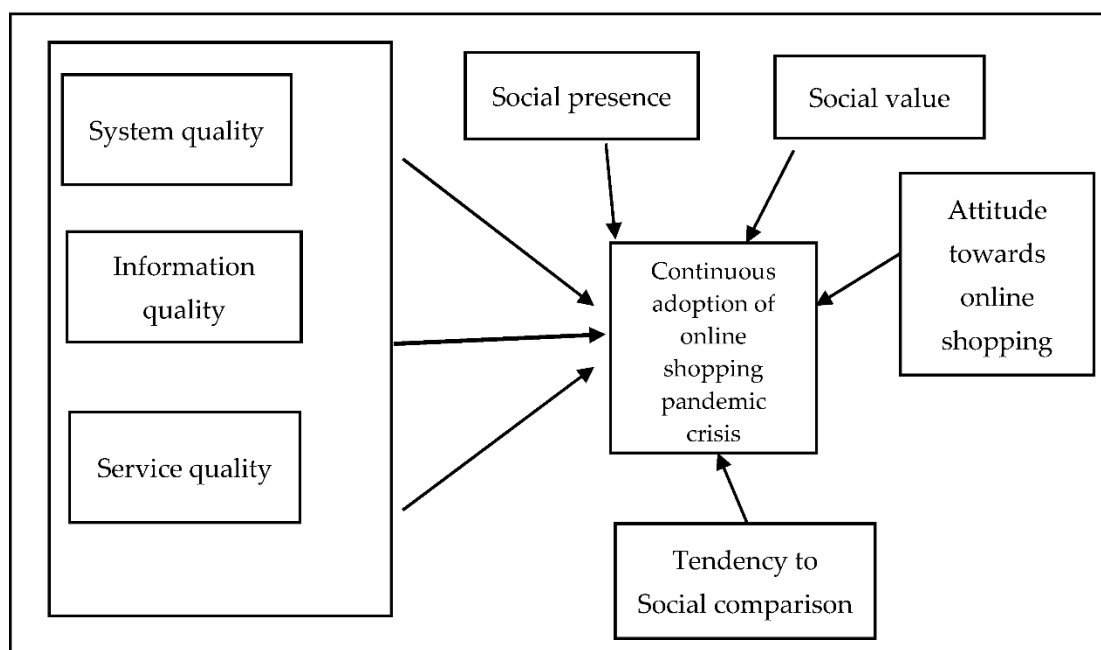 System quality
Information
quality
Service quality
Social presence
Social value
Attitude
towards
online
shopping
Continuous
adoption of
online
shopping
pandemic
crisis
Tendency to
Social comparison